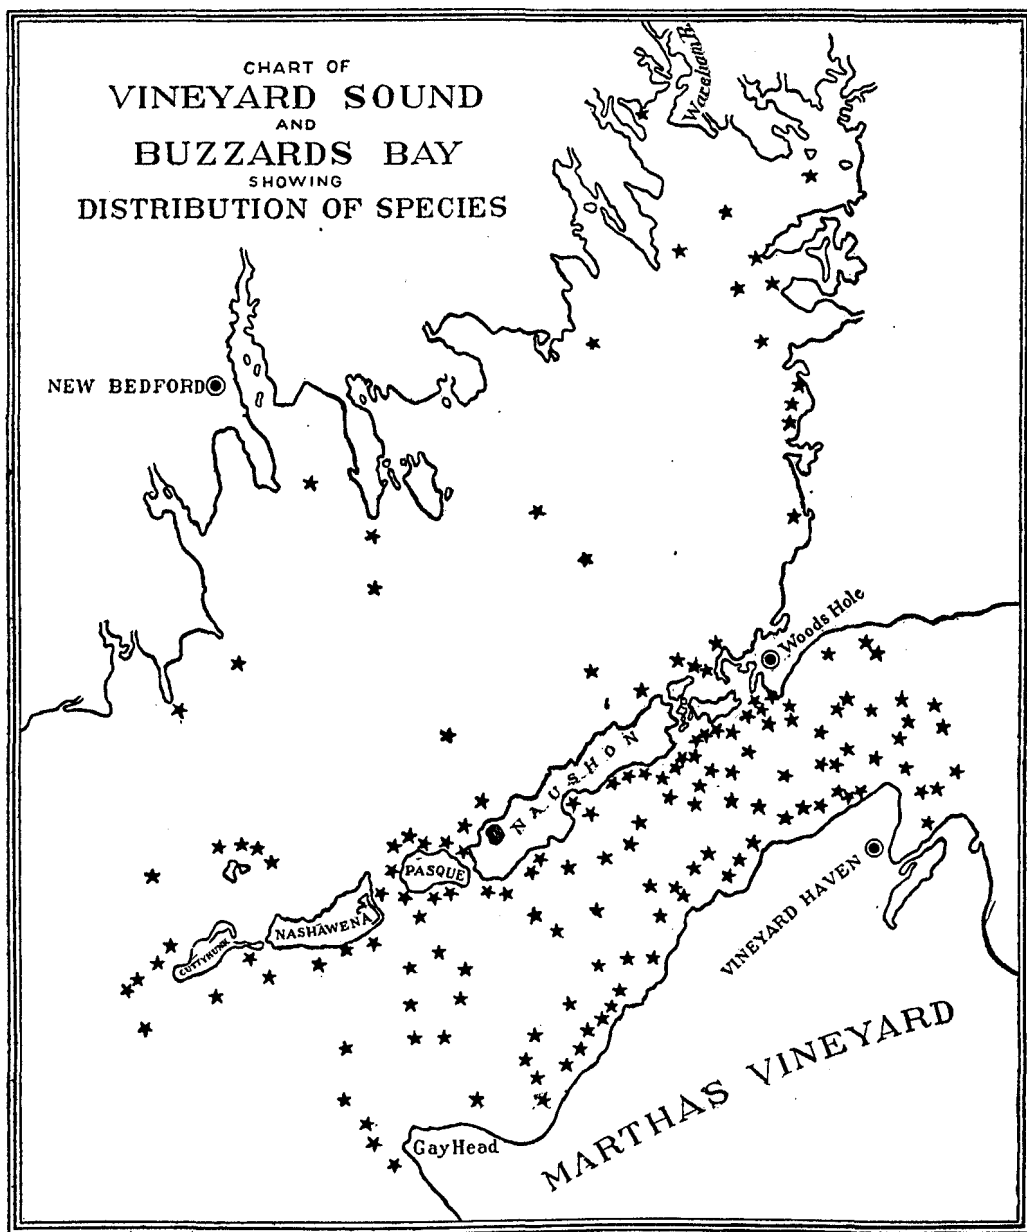 CHART OF
VINEYARD SOUND
AND
BUZZARDS BAY
SHOWING
DISTRIBUTION OF SPECIES
Wareham R.
NEW BEDFORD
Woods Hole
NAUSHON
PASQUE
NASHAWENA
CUTTYHUNK
VINEYARD HAVEN
MARTHAS VINEYARD
Gay Head